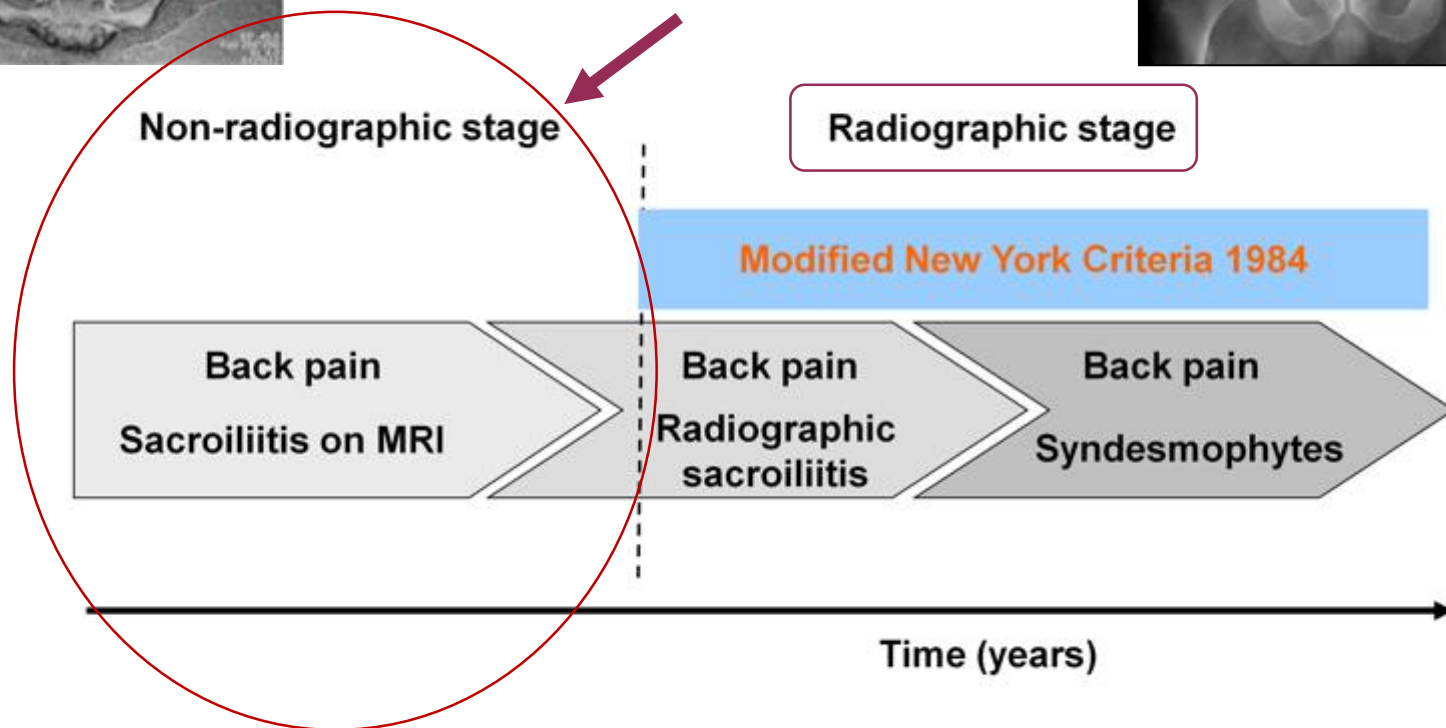 Non-radiographic stage
Radiographic stage
Modified New York Criteria 1984
Back pain
Sacroiliitis on MRI
Back pain
Radiographic
sacroiliitis
Back pain
Syndesmophytes
Time (years)